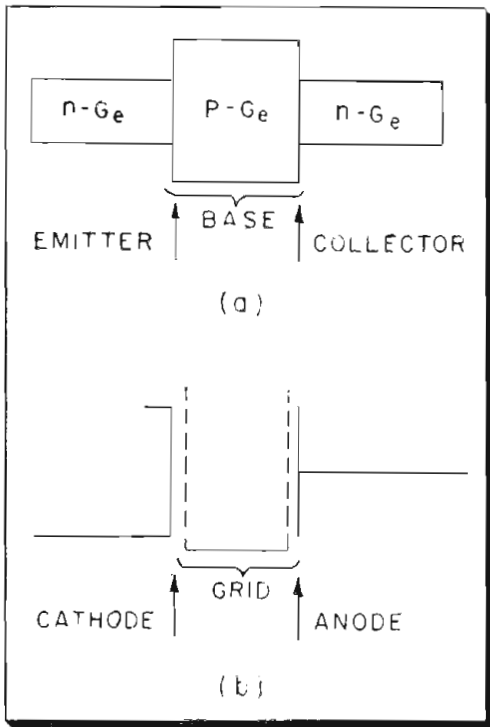 n-Ge p-Ge n-Ge
BASE
EMITTER COLLECTOR
(a)
GRID
CATHODE ANODE
(b)